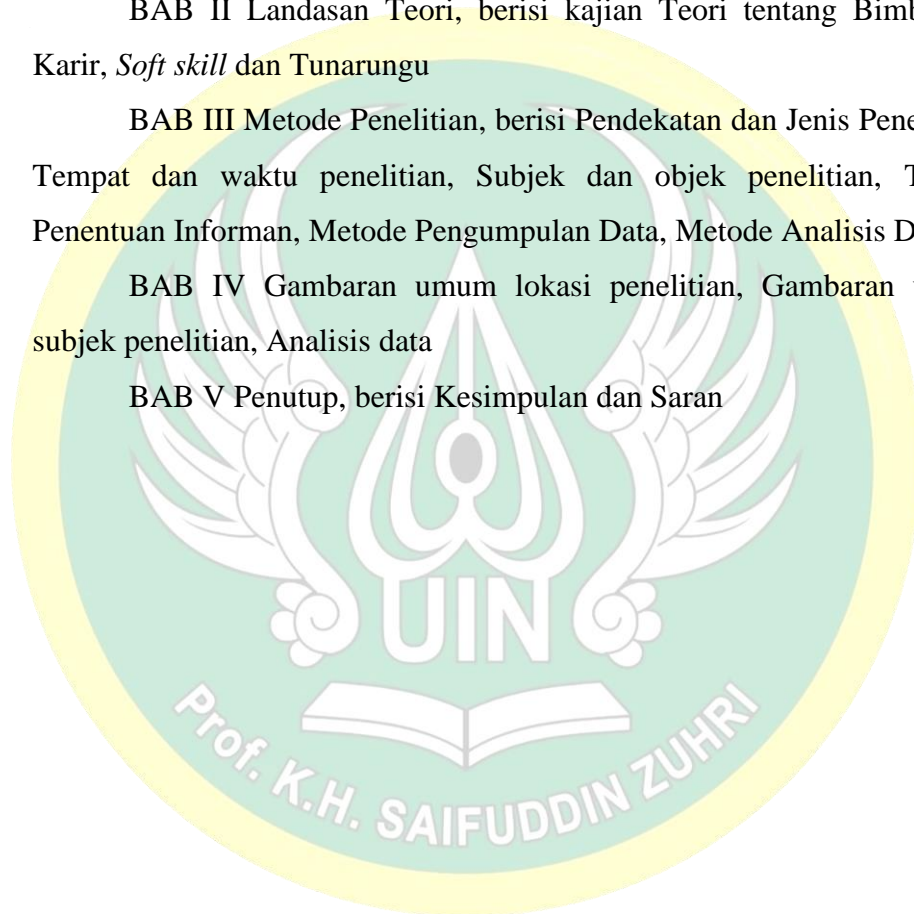 BAB II Landasan Teori, berisi kajian Teori tentang
Karir, Soft skill dan Tunarungu
BAB III Metode Penelitian, berisi Pendekatan dan Jenis
Tempat dan waktu penelitian, Subjek dan objek penelitian,
Penentuan Informan, Metode Pengumpulan Data, Metode Analisis
BAB IV Gambaran umum lokasi penelitian, Gambaran
subjek penelitian, Analisis data
BAB V Penutup, berisi Kesimpulan dan Saran
UIN
Prof. K.H. SAIFUDDIN ZUHRI